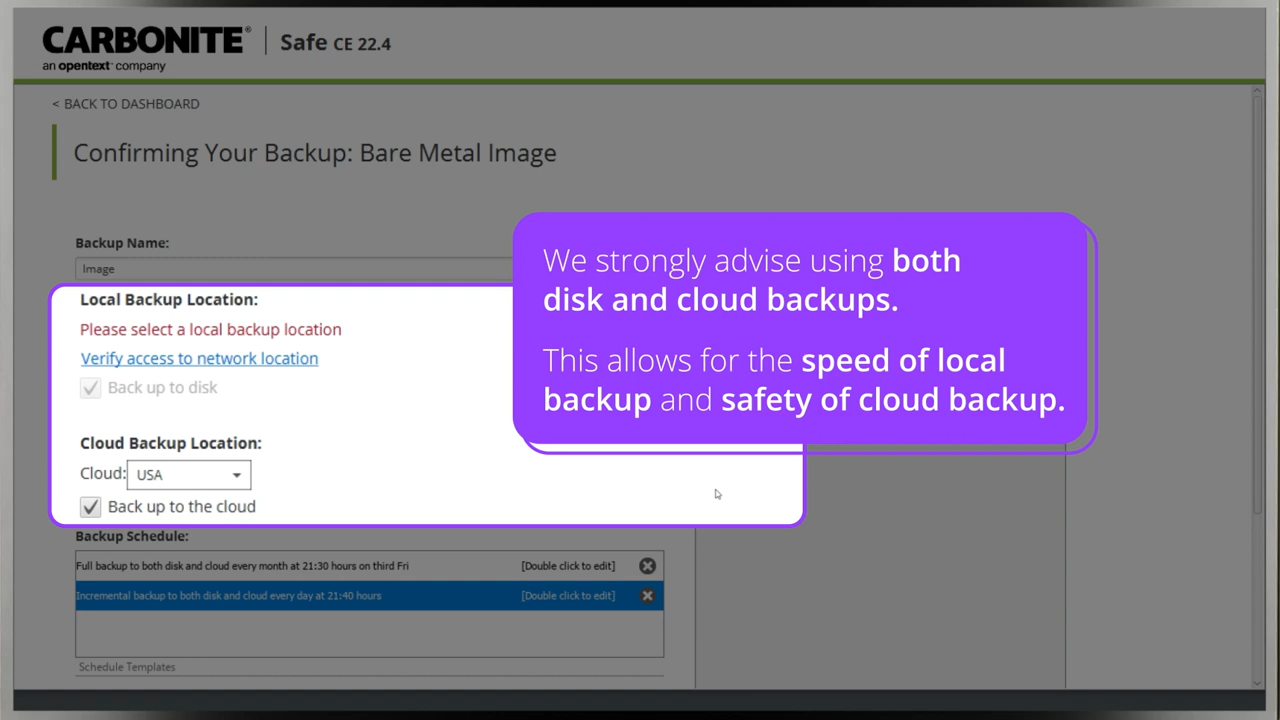 CARBONITE® | Safe CE 22.4
an opentext™ company
< BACK TO DASHBOARD
Confirming Your Backup: Bare Metal Image
Backup Name:
Image
Local Backup Location:
Please select a local backup location
Verify access to network location
Back up to disk
We strongly advise using both
disk and cloud backups.
This allows for the speed of local
backup and safety of cloud backup.
Cloud Backup Location:
Cloud: USA
Back up to the cloud
Backup Schedule:
Full backup to both disk and cloud every month at 21:30 hours on third Fri [Double click to edit]
Incremental backup to both disk and cloud every day at 21:40 hours [Double click to edit]
Schedule Templates